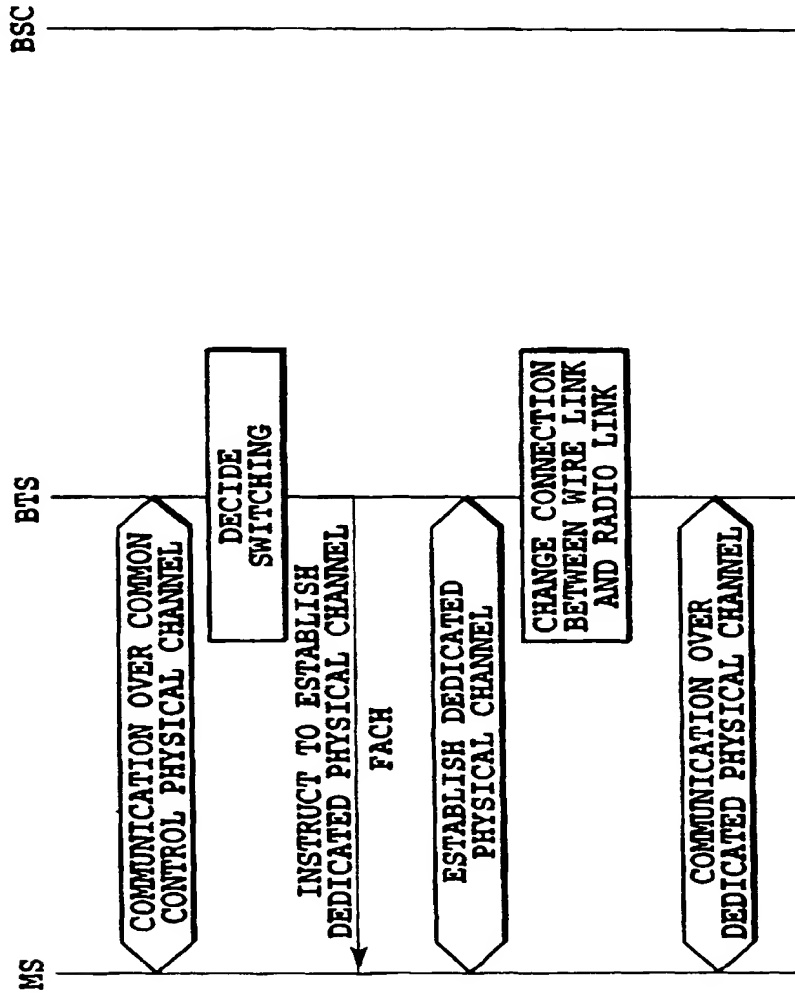 MS
BTS
BSC
COMMUNICATION OVER COMMON
CONTROL PHYSICAL CHANNEL
DECIDE
SWITCHING
INSTRUCT TO ESTABLISH
DEDICATED PHYSICAL CHANNEL
FACH
ESTABLISH DEDICATED
PHYSICAL CHANNEL
CHANGE CONNECTION
BETWEEN WIRE LINK
AND RADIO LINK
COMMUNICATION OVER
DEDICATED PHYSICAL CHANNEL